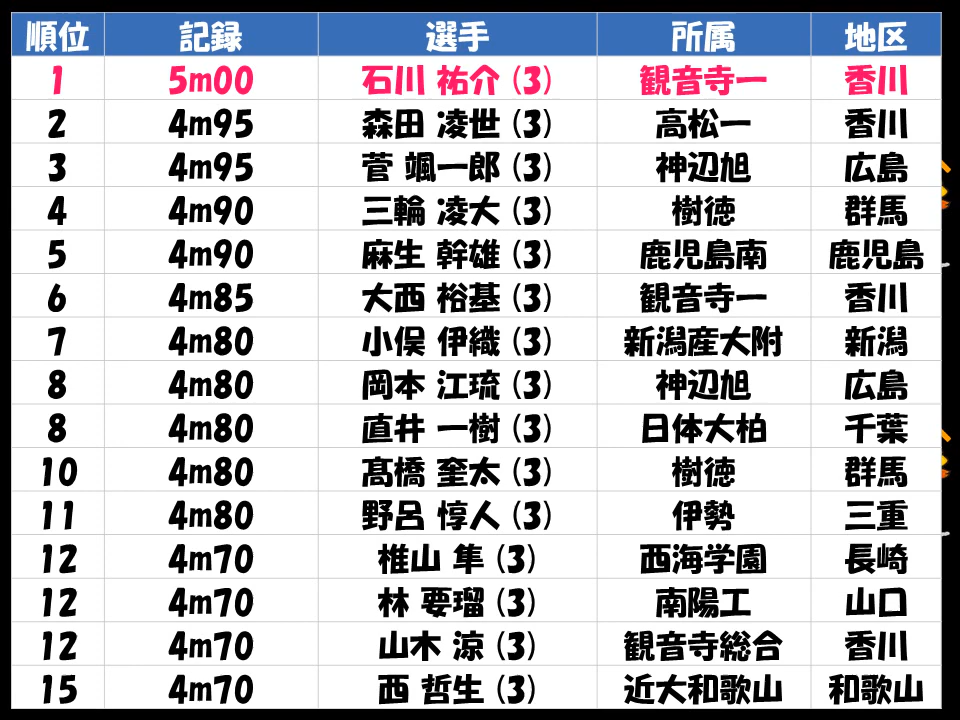 順位 記録 選手 所属 地区
1 5m00 石川 祐介 (3) 観音寺一 香川
2 4m95 森田 凌世 (3) 高松一 香川
3 4m95 菅 颯一郎 (3) 神辺旭 広島
4 4m90 三輪 凌大 (3) 樹徳 群馬
5 4m90 麻生 幹雄 (3) 鹿児島南 鹿児島
6 4m85 大西 裕基 (3) 観音寺一 香川
7 4m80 小俣 伊織 (3) 新潟産大附 新潟
8 4m80 岡本 江琉 (3) 神辺旭 広島
8 4m80 直井 一樹 (3) 日体大柏 千葉
10 4m80 髙橋 奎太 (3) 樹徳 群馬
11 4m80 野呂 惇人 (3) 伊勢 三重
12 4m70 椎山 隼 (3) 西海学園 長崎
12 4m70 林 要瑠 (3) 南陽工 山口
12 4m70 山木 涼 (3) 観音寺総合 香川
15 4m70 西 哲生 (3) 近大和歌山 和歌山